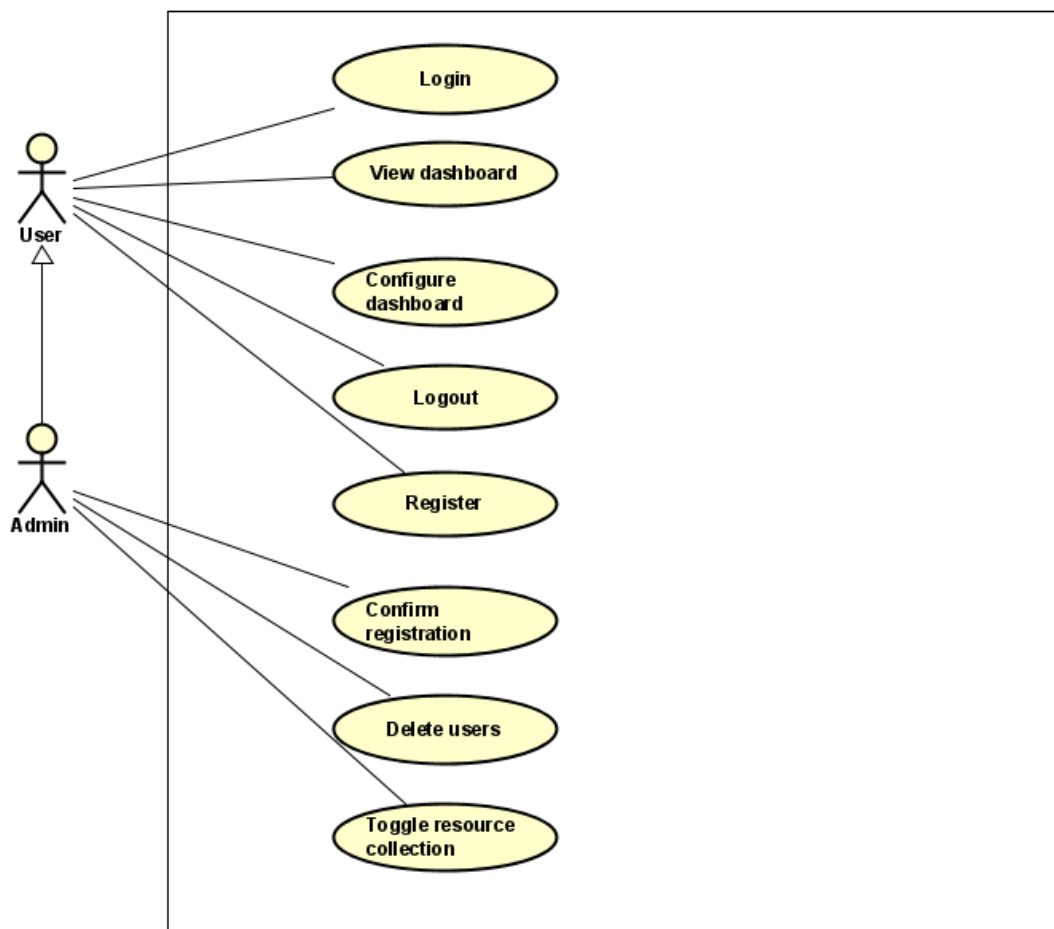 Login
View dashboard
User
Configure
dashboard
Logout
Register
Admin
Confirm
registration
Delete users
Toggle resource
collection